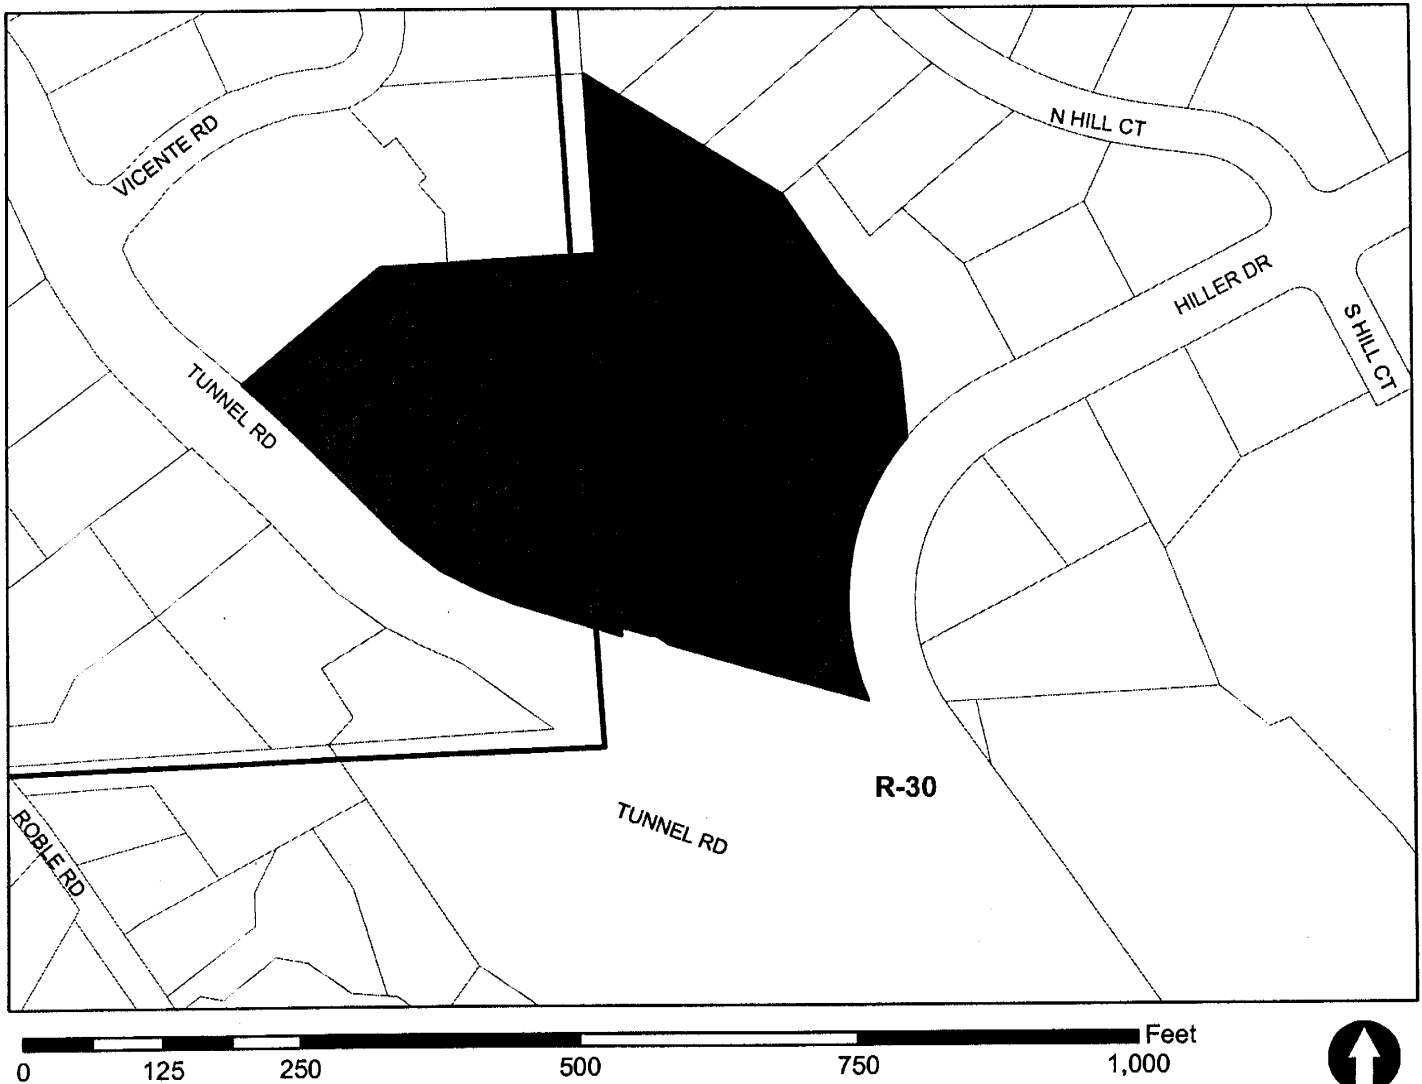 N HILL CT
VICENTE RD
HILLER DR
S HILL CT
TUNNEL RD
R-30
TUNNEL RD
ROBLE RD
Feet
0 125 250 500 750 1,000